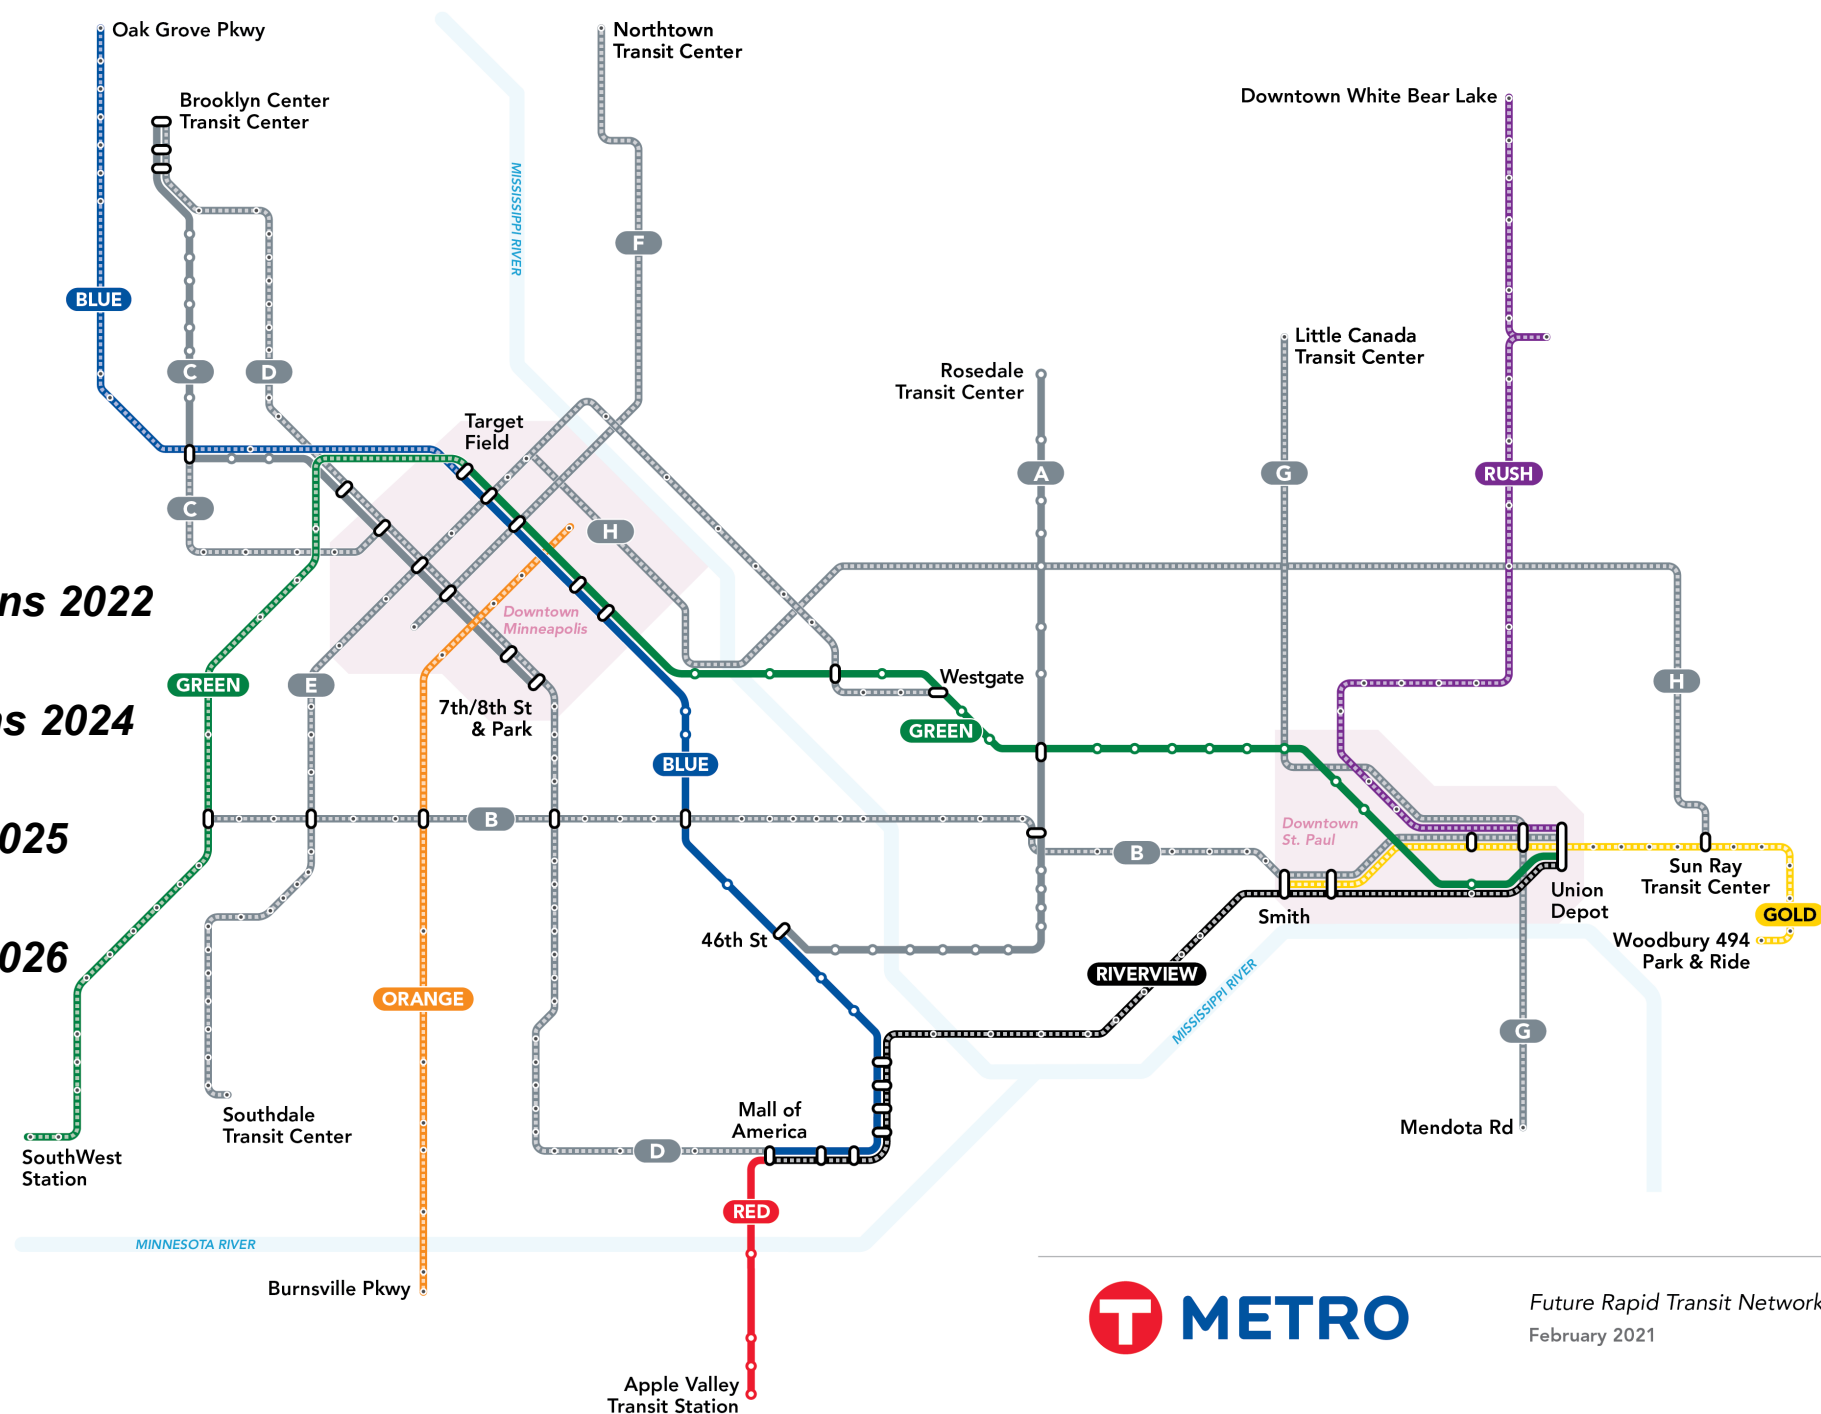 Oak Grove Pkwy
Northtown
Transit Center
Brooklyn Center
Transit Center
Downtown White Bear Lake
MISSISSIPPI RIVER
F
BLUE
Little Canada
Transit Center
C
D
Rosedale
Transit Center
Target
Field
A
G
RUSH
C
H
ns 2022
Downtown
Minneapolis
GREEN
E
Westgate
H
7th/8th St
& Park
ns 2024
GREEN
BLUE
B
Downtown
St. Paul
025
B
Sun Ray
Transit Center
Union
Depot
Smith
GOLD
46th St
Woodbury 494
Park & Ride
026
RIVERVIEW
ORANGE
MISSISSIPPI RIVER
G
Southdale
Transit Center
Mall of
America
Mendota Rd
D
SouthWest
Station
RED
MINNESOTA RIVER
Burnsville Pkwy
T METRO
Future Rapid Transit Network
February 2021
Apple Valley
Transit Station